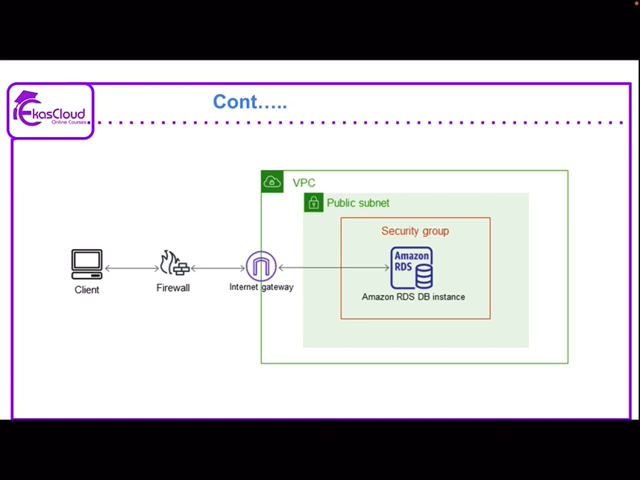 EkasCloud
Online Courses
Cont…..
VPC
Public subnet
Security group
Amazon
RDS
Client
Firewall
Internet gateway
Amazon RDS DB instance